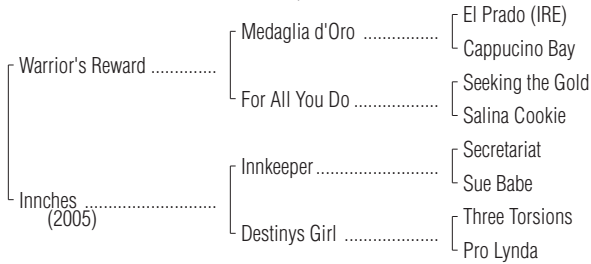 El Prado (IRE)
Medaglia d'Oro ................
Cappucino Bay
Warrior's Reward ..............
Seeking the Gold
For All You Do ..................
Salina Cookie
Secretariat
Innkeeper..........................
Sue Babe
Innches ............................
(2005)
Three Torsions
Destinys Girl ....................
Pro Lynda